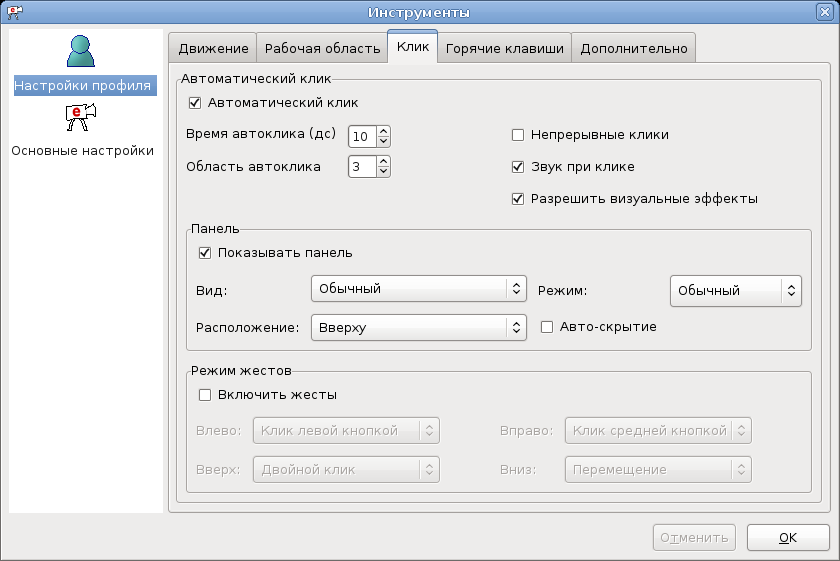 Инструменты
Настройки профиля
e
Основные настройки
Движение Рабочая область Клик Горячие клавиши Дополнительно
Автоматический клик
Автоматический клик
Время автоклика (дс) 10 Непрерывные клики
Область автоклика 3 Звук при клике
Разрешить визуальные эффекты
Панель
Показывать панель
Вид: Обычный Режим: Обычный
Расположение: Вверху Авто-скрытие
Режим жестов
Включить жесты
Влево: Клик левой кнопкой Вправо: Клик средней кнопкой
Вверх: Двойной клик Вниз: Перемещение
Отменить OK